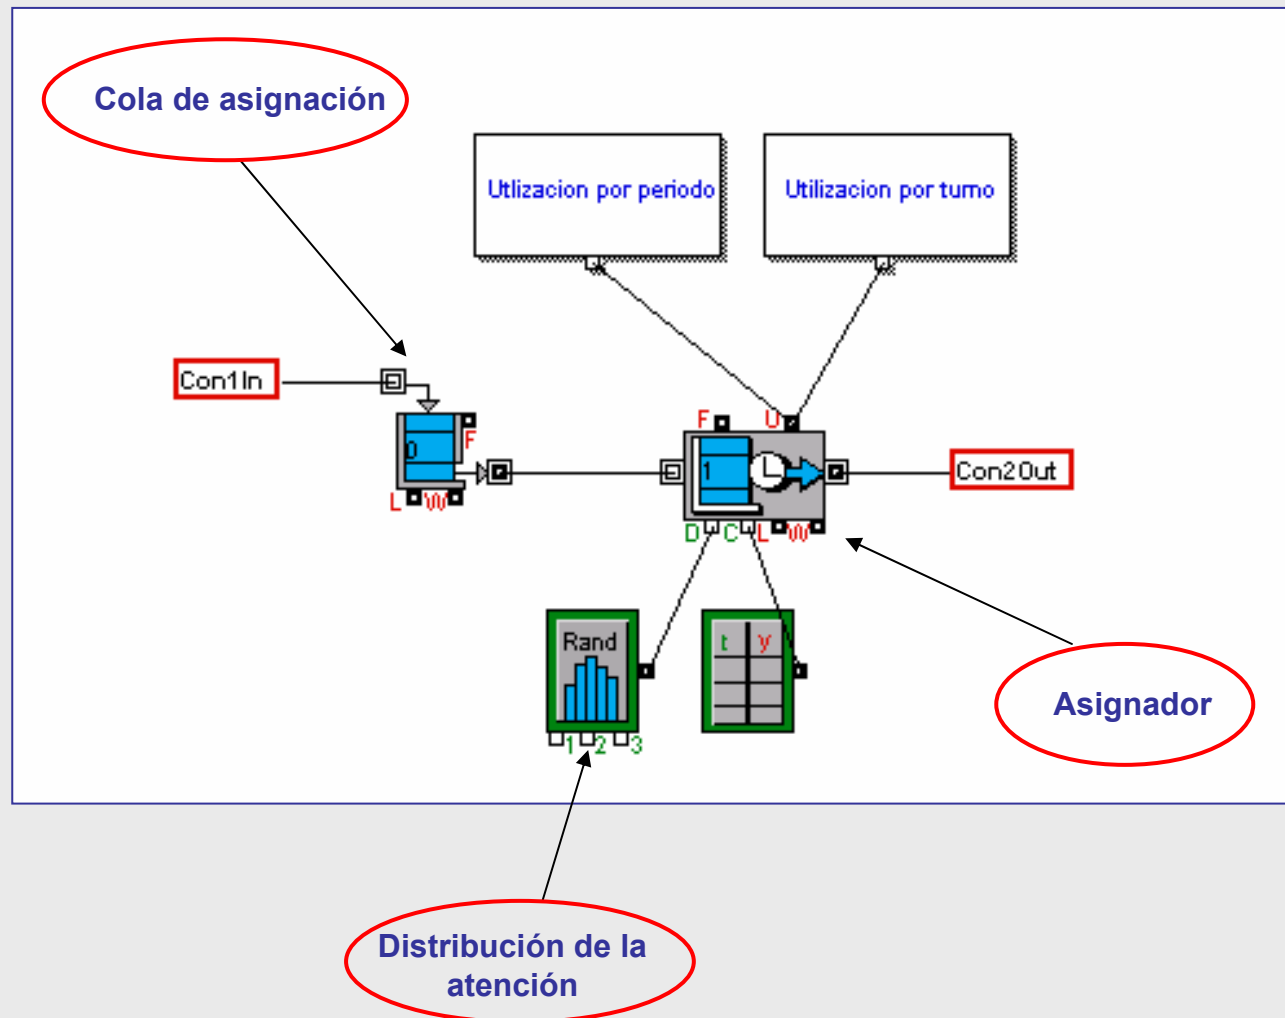 Cola de asignación
Utlizacion por periodo
Utilizacion por turno
Con1In
0
F
L W
F U
1
D C L W
Con2Out
Rand
t y
1 2 3
Asignador
Distribución de la
atención